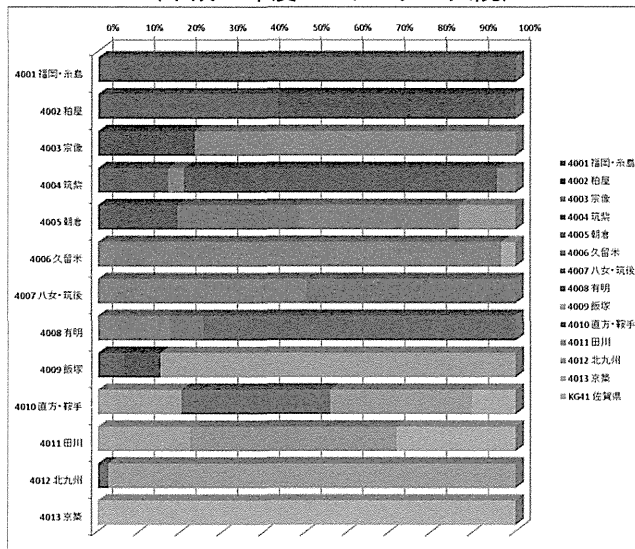 0% 10% 20% 30% 40% 50% 60% 70% 80% 90% 100%
4001 福岡・糸島
4002 粕屋
4003 宗像
4004 筑紫
4005 朝倉
4006 久留米
4007 八女・筑後
4008 有明
4009 飯塚
4010 直方・鞍手
4011 田川
4012 北九州
4013 京築
4001 福岡・糸島
4002 粕屋
4003 宗像
4004 筑紫
4005 朝倉
4006 久留米
4007 八女・筑後
4008 有明
4009 飯塚
4010 直方・鞍手
4011 田川
4012 北九州
4013 京築
KG41 佐賀県